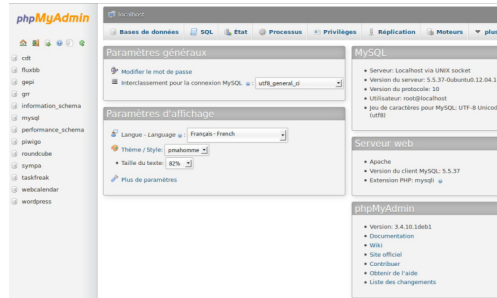 phpMyAdmin
cdt
fluxbb
gepi
grr
information_schema
mysql
performance_schema
piwigo
roundcube
sympa
taskfreak
webcalendar
wordpress
localhost
Bases de données
SQL
Etat
Processus
Privilèges
Réplication
Moteurs
plus
Paramètres généraux
Modifier le mot de passe
Interclassement pour la connexion MySQL : utf8_general_ci
Paramètres d'affichage
Langue - Language : Français - French
Thème / Style: pmahomme
Taille du texte: 82%
Plus de paramètres
MySQL
Serveur: Localhost via UNIX socket
Version du serveur: 5.5.37-0ubuntu0.12.04.1
Version du protocole: 10
Utilisateur: root@localhost
Jeu de caractères pour MySQL: UTF-8 Unicod
(utf8)
Serveur web
Apache
Version du client MySQL: 5.5.37
Extension PHP: mysqli
phpMyAdmin
Version: 3.4.10.1deb1
Documentation
Wiki
Site officiel
Contribuer
Obtenir de l'aide
Liste des changements